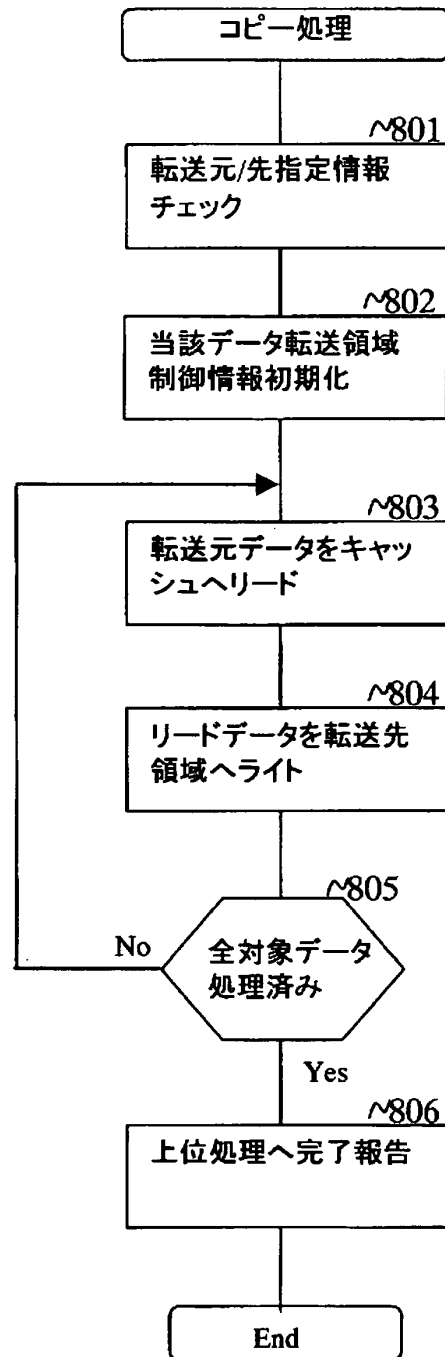 コピー処理
801
転送元/先指定情報
チェック
802
当該データ転送領域
制御情報初期化
803
転送元データをキャッ
シュへリード
804
リードデータを転送先
領域へライト
805
No
全対象データ
処理済み
Yes
806
上位処理へ完了報告
End